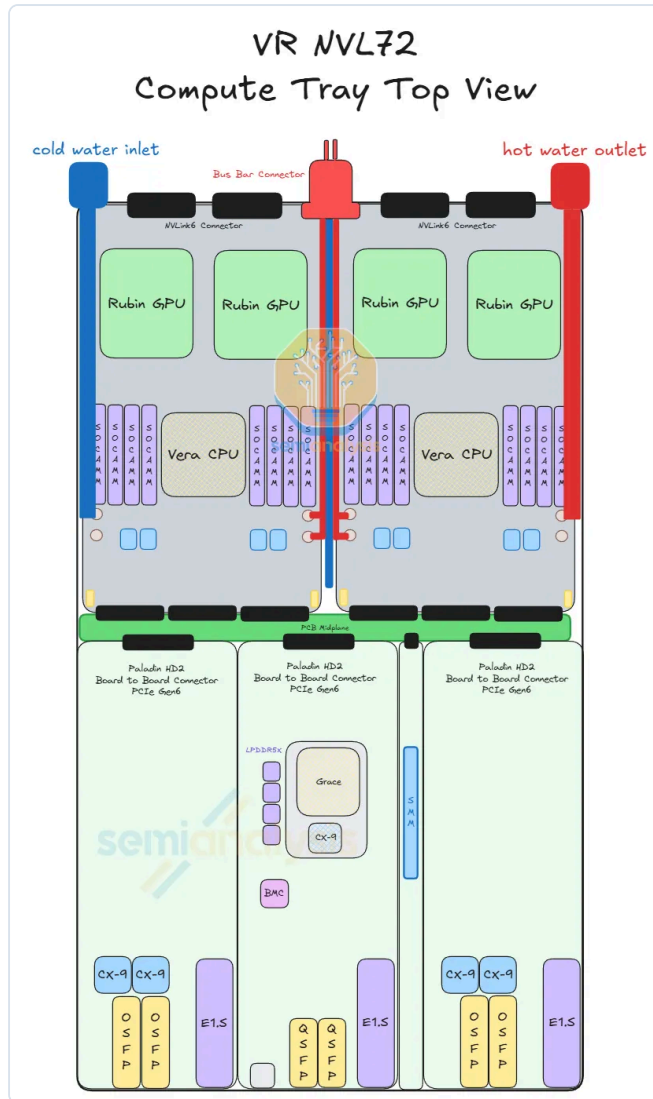 VR NVL72
Compute Tray Top View
cold water inlet
hot water outlet
Bus Bar Connector
NVLink6 Connector
NVLink6 Connector
Rubin GPU
Rubin GPU
Rubin GPU
Rubin GPU
SOCAMM
SOCAMM
SOCAMM
SOCAMM
Vera CPU
SOCAMM
SOCAMM
SOCAMM
SOCAMM
SOCAMM
SOCAMM
SOCAMM
SOCAMM
Vera CPU
SOCAMM
SOCAMM
SOCAMM
SOCAMM
semianalysis
PCB Midplane
Paladin HD2
Board to Board Connector
PCIe Gen6
Paladin HD2
Board to Board Connector
PCIe Gen6
Paladin HD2
Board to Board Connector
PCIe Gen6
LPDDR5X
Grace
CX-9
SMM
semianalysis
BMC
CX-9
CX-9
OSFP
OSFP
E1.S
QSFP
QSFP
E1.S
CX-9
CX-9
OSFP
OSFP
E1.S